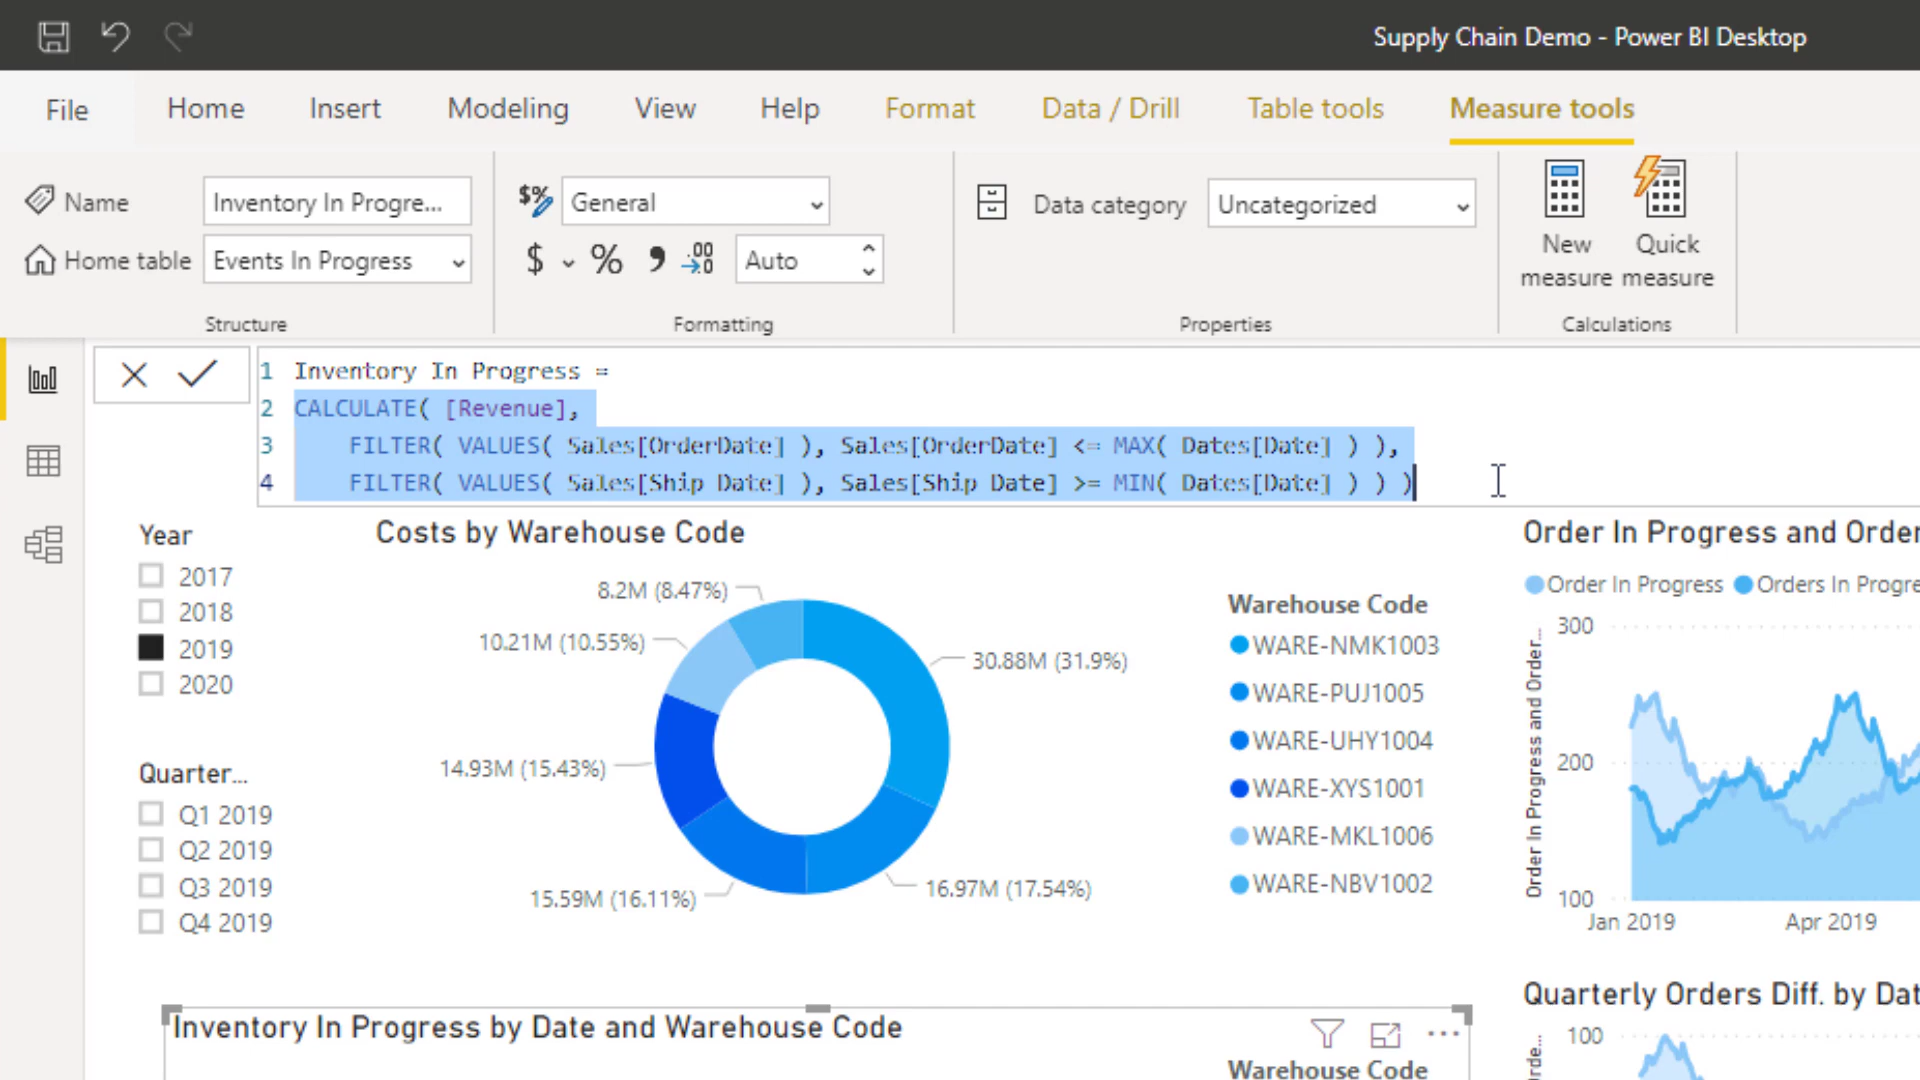 Supply Chain Demo - Power BI Desktop
File Home Insert Modeling View Help Format Data / Drill Table tools Measure tools
Name Inventory In Progre... $% General Data category Uncategorized
Home table Events In Progress $ % , .00 →.0 Auto
New measure
Quick measure
Structure Formatting Properties Calculations
1 Inventory In Progress =
2 CALCULATE( [Revenue],
3 FILTER( VALUES( Sales[OrderDate] ), Sales[OrderDate] <= MAX( Dates[Date] ) ),
4 FILTER( VALUES( Sales[Ship Date] ), Sales[Ship Date] >= MIN( Dates[Date] ) ) )
Year
2017
2018
2019
2020
Quarter...
Q1 2019
Q2 2019
Q3 2019
Q4 2019
Costs by Warehouse Code
8.2M (8.47%)
10.21M (10.55%)
30.88M (31.9%)
14.93M (15.43%)
15.59M (16.11%)
16.97M (17.54%)
Warehouse Code
WARE-NMK1003
WARE-PUJ1005
WARE-UHY1004
WARE-XYS1001
WARE-MKL1006
WARE-NBV1002
Order In Progress and Order
Order In Progress Orders In Progre
Order In Progress and Order...
300
200
100
Jan 2019 Apr 2019
Inventory In Progress by Date and Warehouse Code
Warehouse Code
Quarterly Orders Diff. by Dat
100
rde...